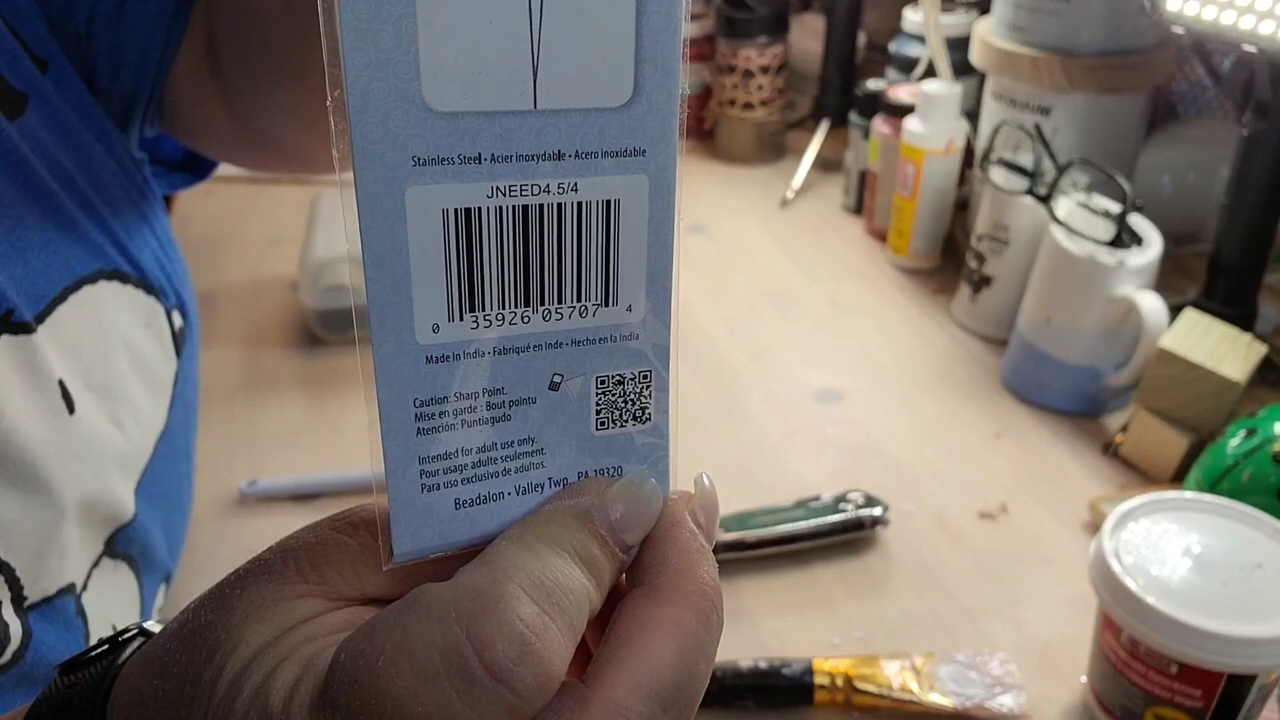 Stainless Steel • Acier inoxydable • Acero inoxidable
JNEED4.5/4
0 35926 05707 4
Made In India • Fabriqué en Inde • Hecho en la India
Caution: Sharp Point.
Mise en garde : Bout pointu
Atención: Puntiagudo
Intended for adult use only.
Pour usage adulte seulement.
Para uso exclusivo de adultos.
Beadalon • Valley Twp., PA 19320